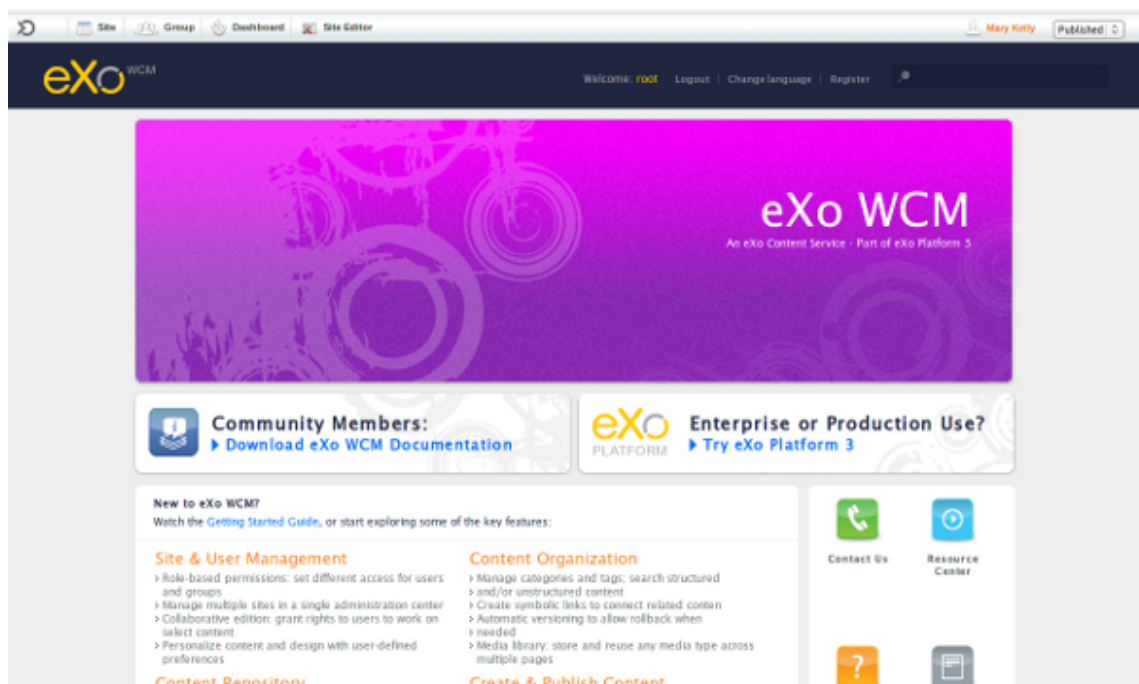 Site Group Dashboard Site Editor Mary Kelly Published
eXo WCM Welcome: root Logout | Change language | Register
eXo WCM
An eXo Content Service - Part of eXo Platform 3
Community Members:
Download eXo WCM Documentation
eXo PLATFORM
Enterprise or Production Use?
Try eXo Platform 3
New to eXo WCM?
Watch the Getting Started Guide, or start exploring some of the key features:
Site & User Management
Role-based permissions: set different access for users
and groups
Manage multiple sites in a single administration center
Collaborative edition: grant rights to users to work on
select content
Personalize content and design with user-defined
preferences
Content Repository
Content Organization
Manage categories and tags; search structured
and/or unstructured content
Create symbolic links to connect related conten
Automatic versioning to allow rollback when
needed
Media library: store and reuse any media type across
multiple pages
Create & Publish Content
Contact Us
Resource
Center